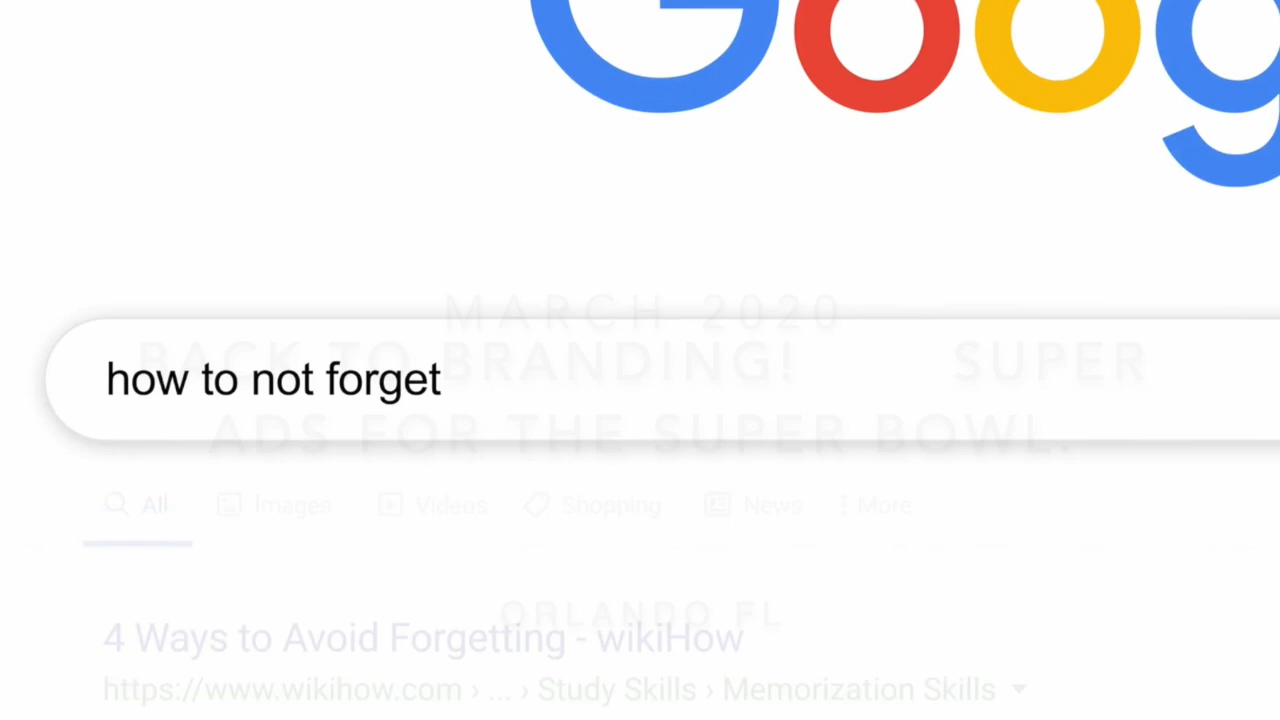 Goog
MARCH 2020
BACK TO BRANDING! SUPER
how to not forget
ADS FOR THE SUPER BOWL.
All Images Videos Shopping News More
ORLANDO FL
4 Ways to Avoid Forgetting - wikiHow
https://www.wikihow.com › ... › Study Skills › Memorization Skills